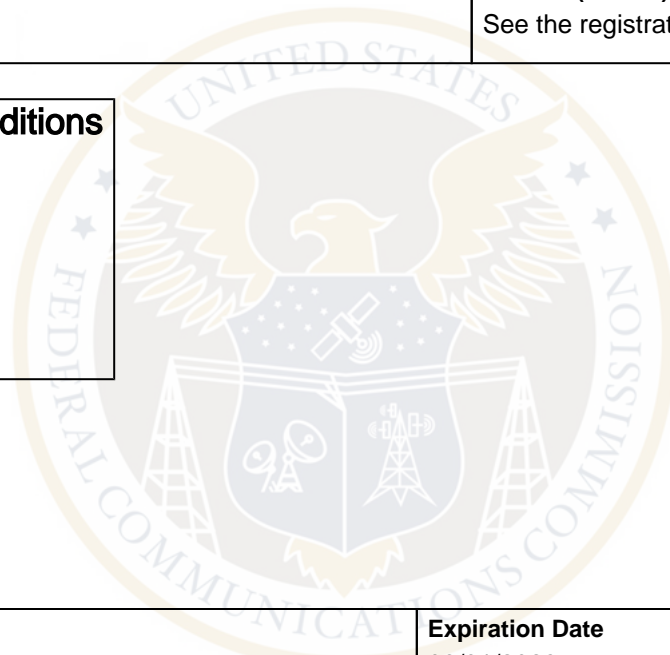 See the registrat
ditions
UNITED STATES
FEDERAL COMMUNICATIONS COMMISSION
Expiration Date